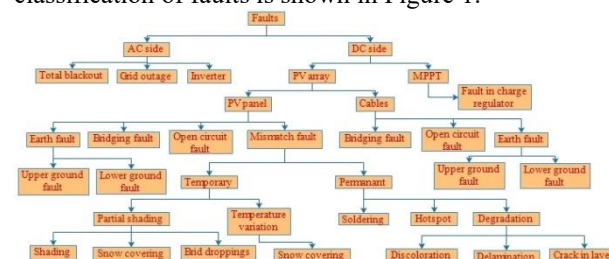 classification of faults is shown in Figure 1.
Faults
AC side
DC side
Total blackout
Grid outage
Inverter
PV array
MPPT
Fault in charge
regulator
PV panel
Cables
Earth fault
Bridging fault
Open circuit
fault
Mismatch fault
Bridging fault
Open circuit
fault
Earth fault
Upper ground
fault
Lower ground
fault
Temporary
Permanant
Upper ground
fault
Lower ground
fault
Partial shading
Temperature
variation
Soldering
Hotspot
Degradation
Shading
Snow covering
Brid droppings
Snow covering
Discoloration
Delamination
Crack in layer